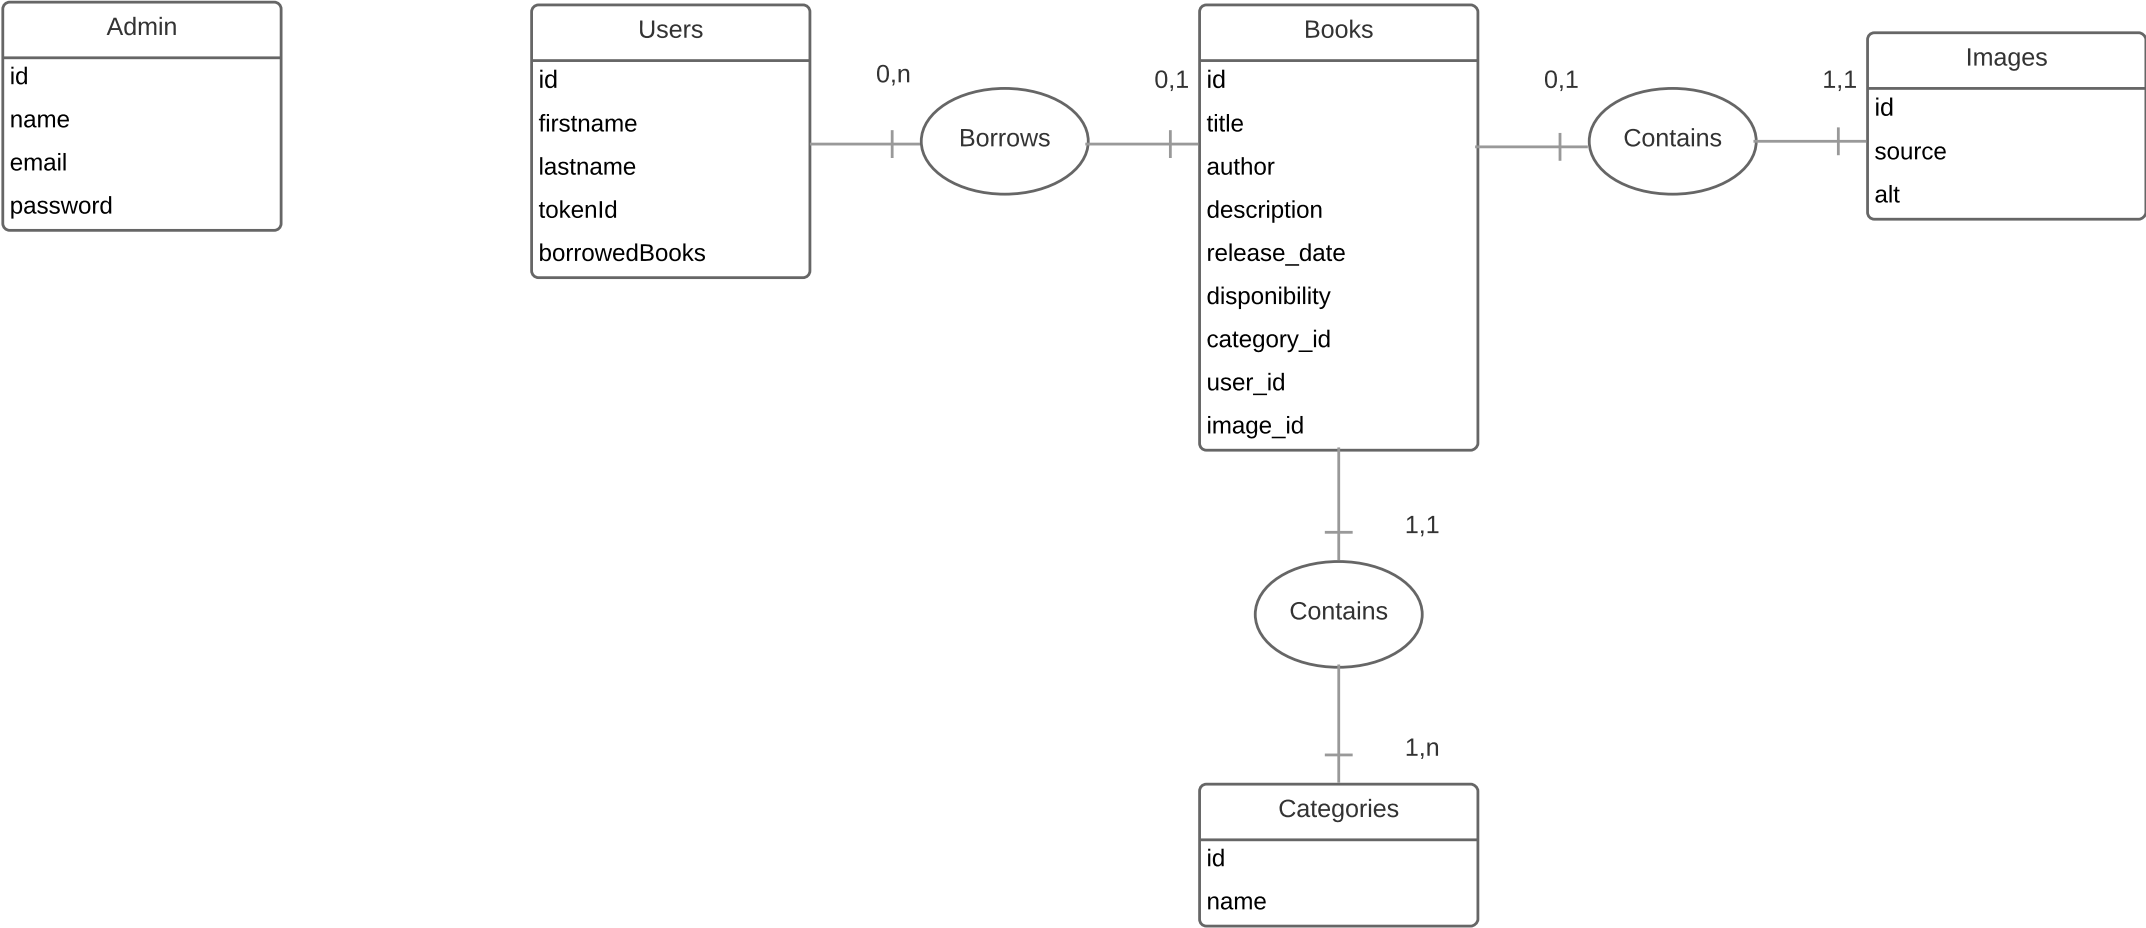 Admin
id
name
email
password
Users
id
firstname
lastname
tokenId
borrowedBooks
0,n
Borrows
0,1
Books
id
title
author
description
release_date
disponibility
category_id
user_id
image_id
0,1
Contains
1,1
Images
id
source
alt
1,1
Contains
1,n
Categories
id
name